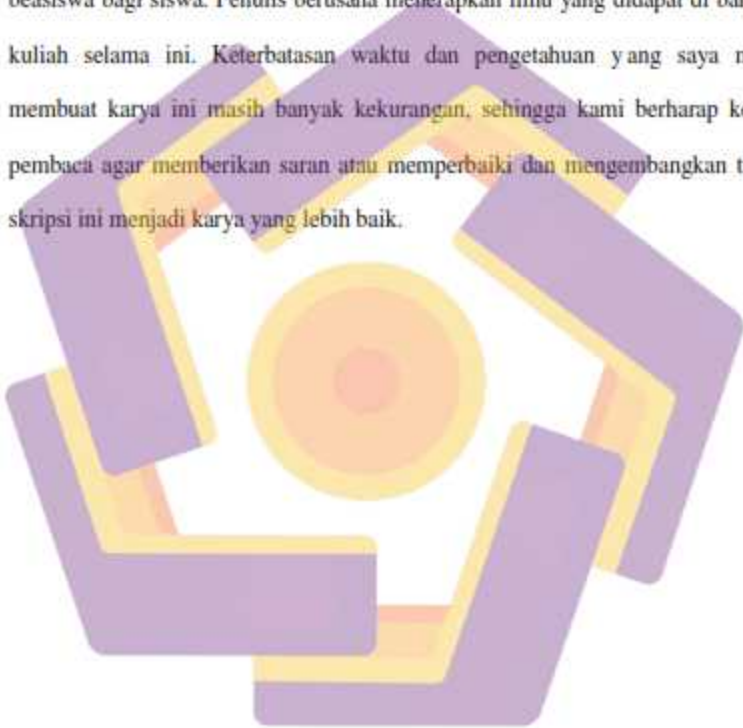 beasiswa bagi siswa. Penulis berusaha menerapkan ilmu yang didapat di
kuliah selama ini. Keterbatasan waktu dan pengetahuan yang saya
membuat karya ini masih banyak kekurangan, sehingga kami berharap
pembaca agar memberikan saran atau memperbaiki dan mengembangkan
skripsi ini menjadi karya yang lebih baik.